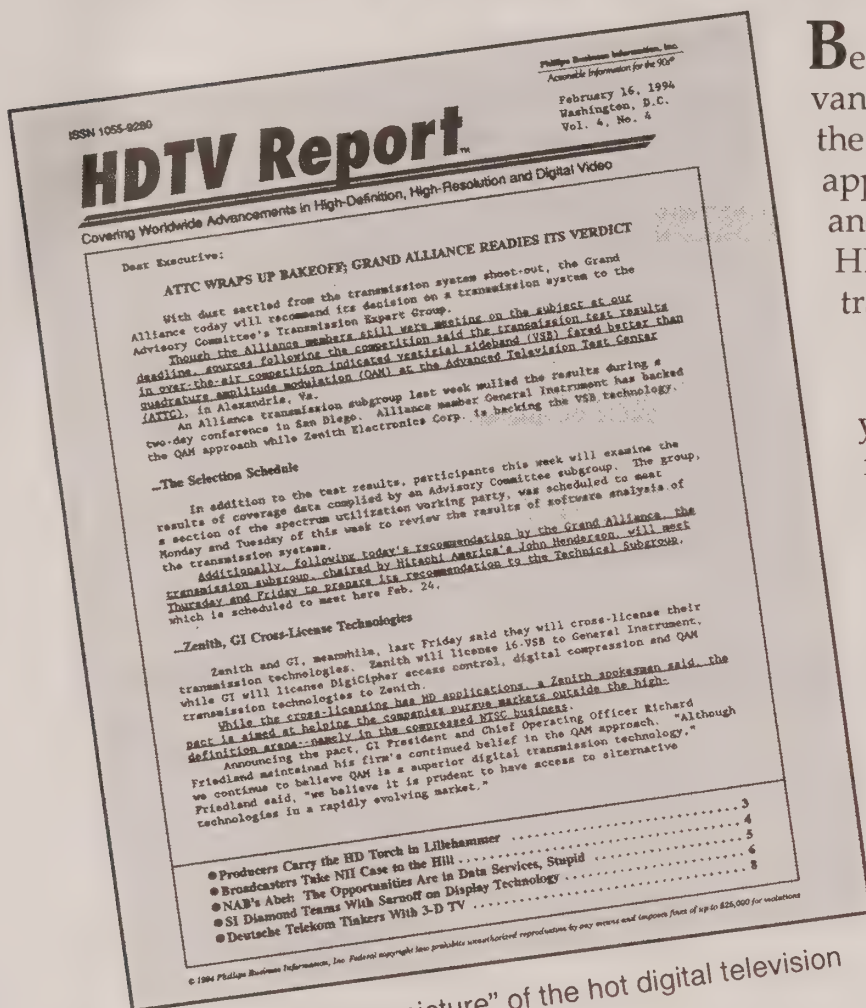 Phillips Business Information, Inc.
Actionable Information for the 90s®
ISSN 1055-9280
February 16, 1994
Washington, D.C.
Vol. 4, No. 4
HDTV Report™
Covering Worldwide Advancements in High-Definition, High-Resolution and Digital Video
Dear Executive:
ATTC WRAPS UP BAKEOFF; GRAND ALLIANCE READIES ITS VERDICT
With dust settled from the transmission system shoot-out, the Grand
Alliance today will recommend its decision on a transmission system to the
Advisory Committee's Transmission Expert Group.
Though the Alliance members still were meeting on the subject at our
deadline, sources following the competition said the transmission test results
in over-the-air competition indicated vestigial sideband (VSB) fared better than
quadrature amplitude modulation (QAM) at the Advanced Television Test Center
(ATTC), in Alexandria, Va.
An Alliance transmission subgroup last week mulled the results during a
two-day conference in San Diego. Alliance member General Instrument has backed
the QAM approach while Zenith Electronics Corp. is backing the VSB technology.
...The Selection Schedule
In addition to the test results, participants this week will examine the
results of coverage data complied by an Advisory Committee subgroup. The group,
a section of the spectrum utilization working party, was scheduled to meet
Monday and Tuesday of this week to review the results of software analysis of
the transmission systems.
Additionally, following today's recommendation by the Grand Alliance, the
transmission subgroup, chaired by Hitachi America's John Henderson, will meet
Thursday and Friday to prepare its recommendation to the Technical Subgroup,
which is scheduled to meet here Feb. 24.
...Zenith, GI Cross-License Technologies
Zenith and GI, meanwhile, last Friday said they will cross-license their
transmission technologies. Zenith will license 16-VSB to General Instrument,
while GI will license DigiCipher access control, digital compression and QAM
transmission technologies to Zenith.
While the cross-licensing has HD applications, a Zenith spokesman said, the
pact is aimed at helping the companies pursue markets outside the high-
definition arena--namely in the compressed NTSC business.
Announcing the pact, GI President and Chief Operating Officer Richard
Friedland maintained his firm's continued belief in the QAM approach. "Although
we continue to believe QAM is a superior digital transmission technology,"
Friedland said, "we believe it is prudent to have access to alternative
technologies in a rapidly evolving market."
●Producers Carry the HD Torch in Lillehammer ........ 3
●Broadcasters Take NII Case to the Hill ........ 4
●NAB's Abel: The Opportunities Are in Data Services, Stupid ........ 5
●SI Diamond Teams With Sarnoff on Display Technology ........ 6
●Deutsche Telekom Tinkers With 3-D TV ........ 8
© 1994 Phillips Business Information, Inc. Federal copyright law prohibits unauthorized reproduction by any means and imposes fines of up to $25,000 for violations
picture" of the hot digital television
Be
van
the
app
an
H
tr
y